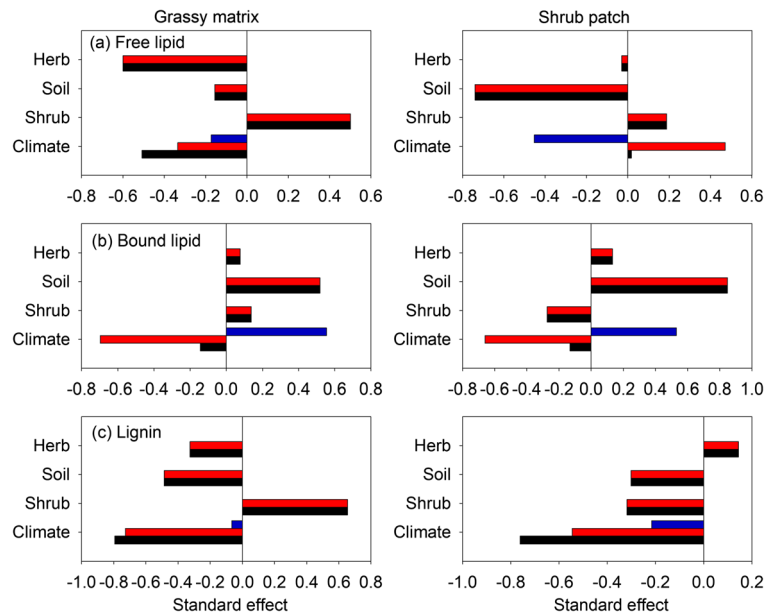 Grassy matrix
Shrub patch
(a) Free lipid
Herb
Herb
Soil
Soil
Shrub
Shrub
Climate
Climate
-0.8 -0.6 -0.4 -0.2 0.0 0.2 0.4 0.6
-0.8 -0.6 -0.4 -0.2 0.0 0.2 0.4 0.6
(b) Bound lipid
Herb
Herb
Soil
Soil
Shrub
Shrub
Climate
Climate
-0.8 -0.6 -0.4 -0.2 0.0 0.2 0.4 0.6 0.8
-0.8 -0.6 -0.4 -0.2 0.0 0.2 0.4 0.6 0.8 1.0
(c) Lignin
Herb
Herb
Soil
Soil
Shrub
Shrub
Climate
Climate
-1.0 -0.8 -0.6 -0.4 -0.2 0.0 0.2 0.4 0.6 0.8
-1.0 -0.8 -0.6 -0.4 -0.2 0.0 0.2
Standard effect
Standard effect